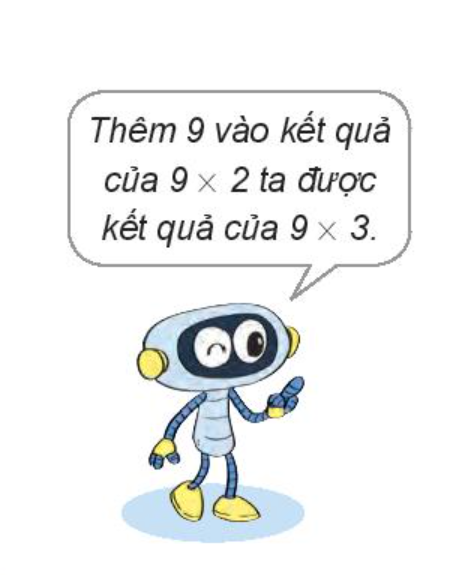 Thêm 9 vào kết quả
của 9 × 2 ta được
kết quả của 9 × 3.